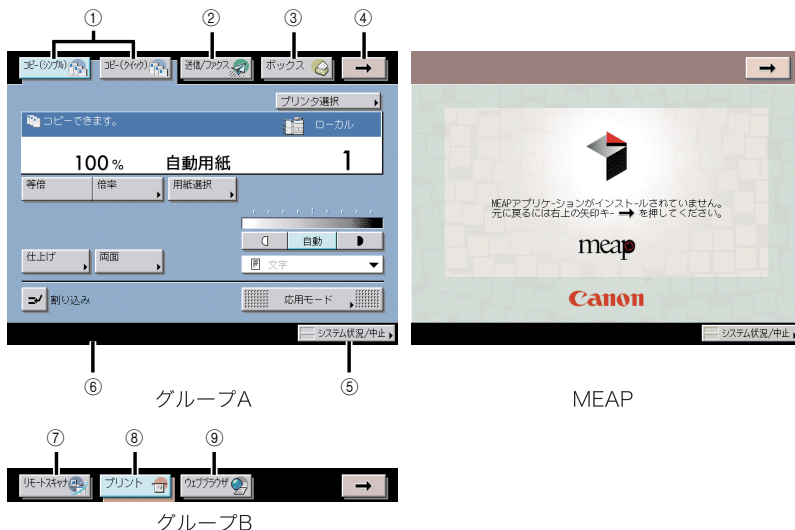 ① ② ③ ④
コピー(シンプル) コピー(クイック) 送信/ファクス ボックス →
プリンタ選択
コピーできます。 ローカル
100% 自動用紙 1
等倍 倍率 用紙選択
自動
仕上げ 両面 文字
割り込み 応用モード
システム状況/中止
⑥ ⑤
グループA
→
MEAPアプリケーションがインストールされていません。
元に戻るには右上の矢印キー ➡ を押してください。
meap
Canon
システム状況/中止
MEAP
⑦ ⑧ ⑨
リモートスキャナ プリント ウェブブラウザ →
グループB